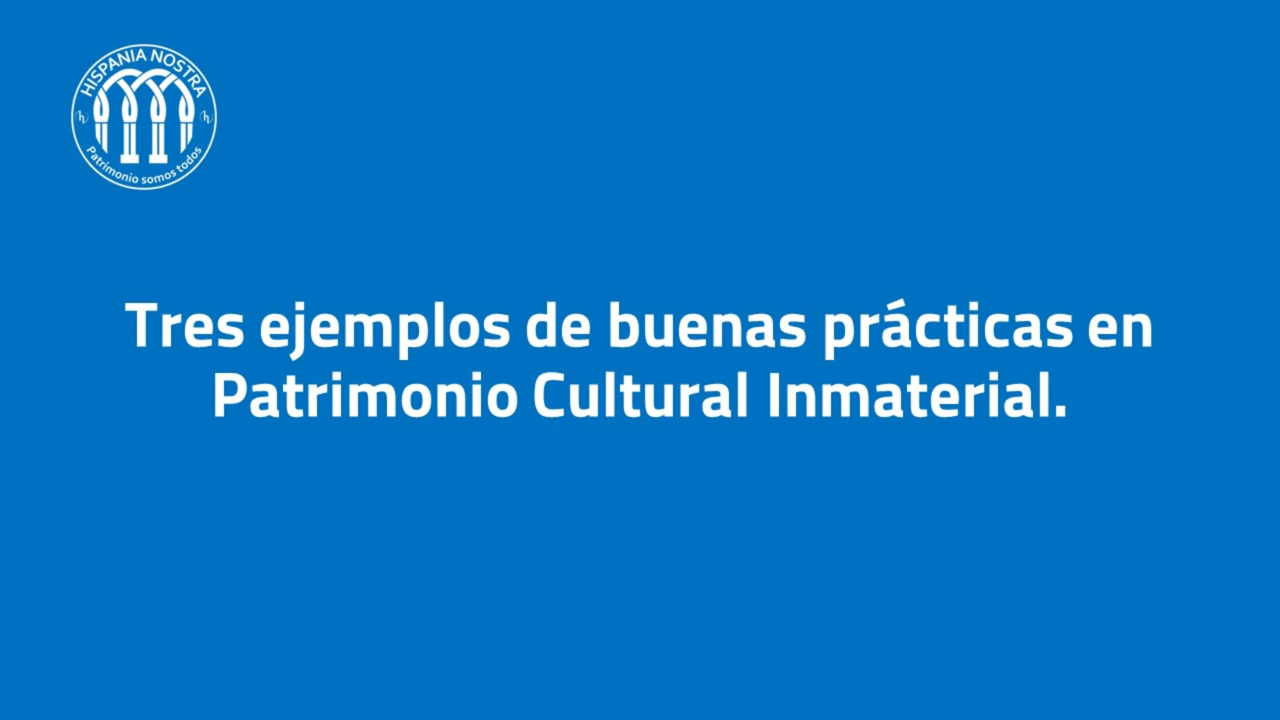 HISPANIA NOSTRA
Patrimonio somos todos
Tres ejemplos de buenas prácticas en
Patrimonio Cultural Inmaterial.